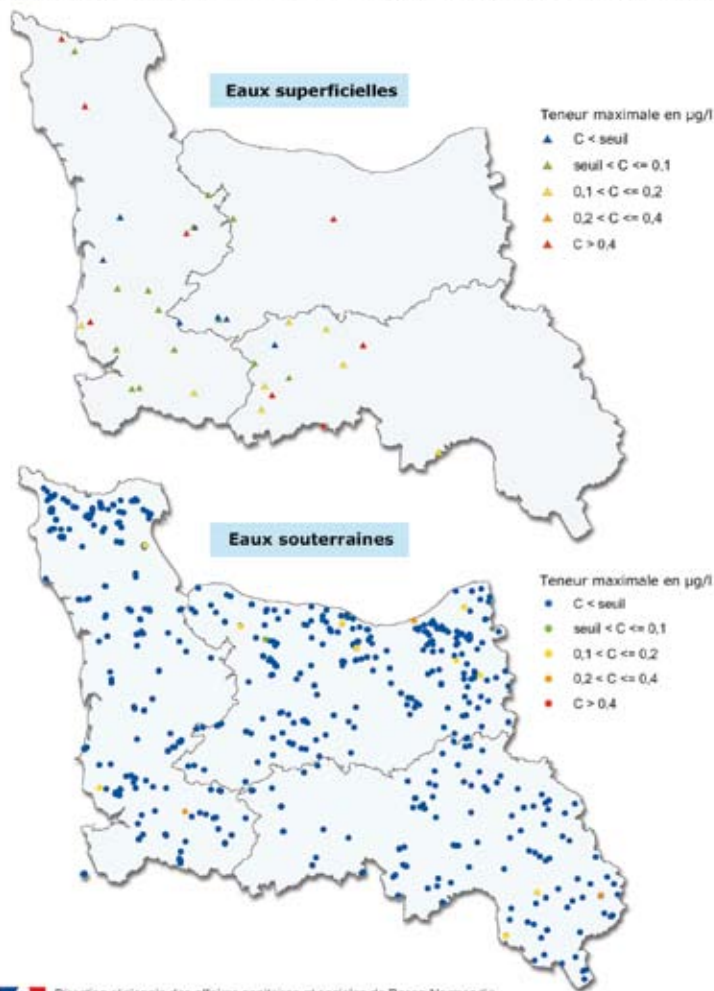 Eaux superficielles
Teneur maximale en µg/l
C < seuil
seuil < C <= 0,1
0,1 < C <= 0,2
0,2 < C <= 0,4
C > 0,4
Eaux souterraines
Teneur maximale en µg/l
C < seuil
seuil < C <= 0,1
0,1 < C <= 0,2
0,2 < C <= 0,4
C > 0,4